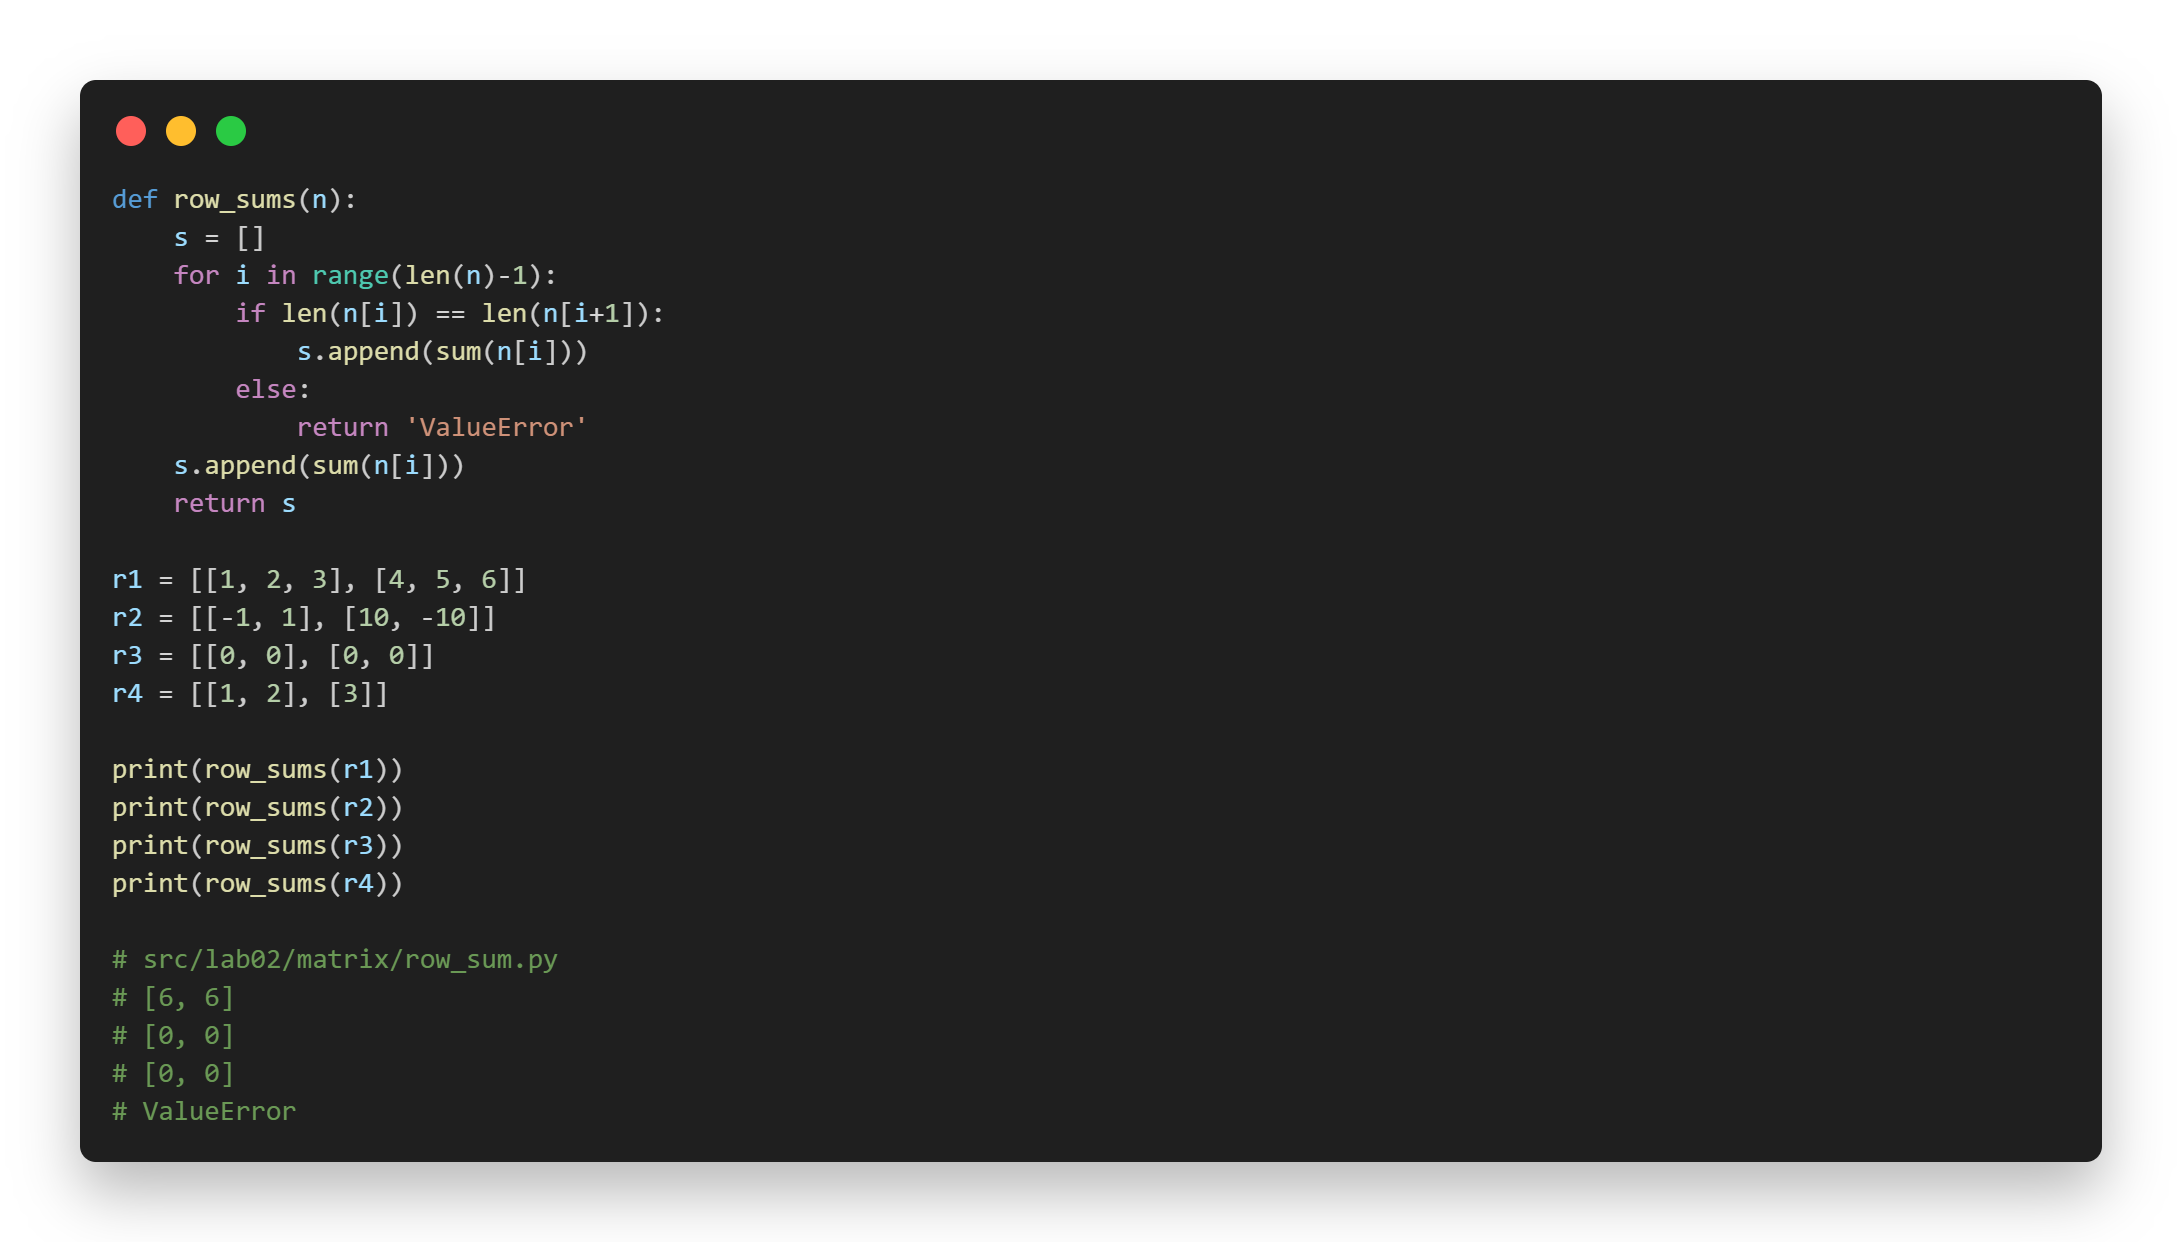 def row_sums(n):
    s = []
    for i in range(len(n)-1):
        if len(n[i]) == len(n[i+1]):
            s.append(sum(n[i]))
        else:
            return 'ValueError'
    s.append(sum(n[i]))
    return s

r1 = [[1, 2, 3], [4, 5, 6]]
r2 = [[-1, 1], [10, -10]]
r3 = [[0, 0], [0, 0]]
r4 = [[1, 2], [3]]

print(row_sums(r1))
print(row_sums(r2))
print(row_sums(r3))
print(row_sums(r4))

# src/lab02/matrix/row_sum.py
# [6, 6]
# [0, 0]
# [0, 0]
# ValueError